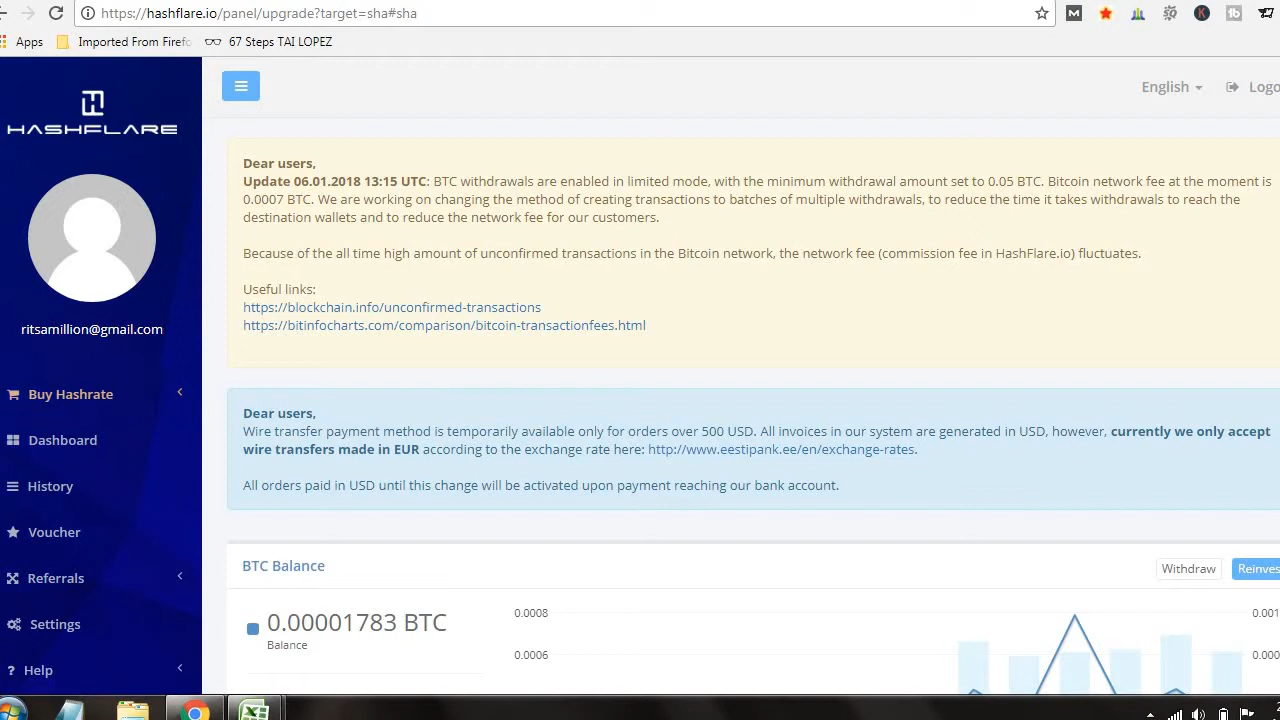 https://hashflare.io/panel/upgrade?target=sha#sha
Apps Imported From Firef 67 Steps TAI LOPEZ
HASHFLARE
English
Logo
ritsamillion@gmail.com
Buy Hashrate
Dashboard
History
Voucher
Referrals
Settings
? Help
Dear users,
Update 06.01.2018 13:15 UTC: BTC withdrawals are enabled in limited mode, with the minimum withdrawal amount set to 0.05 BTC. Bitcoin network fee at the moment is
0.0007 BTC. We are working on changing the method of creating transactions to batches of multiple withdrawals, to reduce the time it takes withdrawals to reach the
destination wallets and to reduce the network fee for our customers.
Because of the all time high amount of unconfirmed transactions in the Bitcoin network, the network fee (commission fee in HashFlare.io) fluctuates.
Useful links:
https://blockchain.info/unconfirmed-transactions
https://bitinfocharts.com/comparison/bitcoin-transactionfees.html
Dear users,
Wire transfer payment method is temporarily available only for orders over 500 USD. All invoices in our system are generated in USD, however, currently we only accept
wire transfers made in EUR according to the exchange rate here: http://www.eestipank.ee/en/exchange-rates.
All orders paid in USD until this change will be activated upon payment reaching our bank account.
BTC Balance
Withdraw
Reinves
0.00001783 BTC
Balance
0.0008
0.0006
0.001
0.000